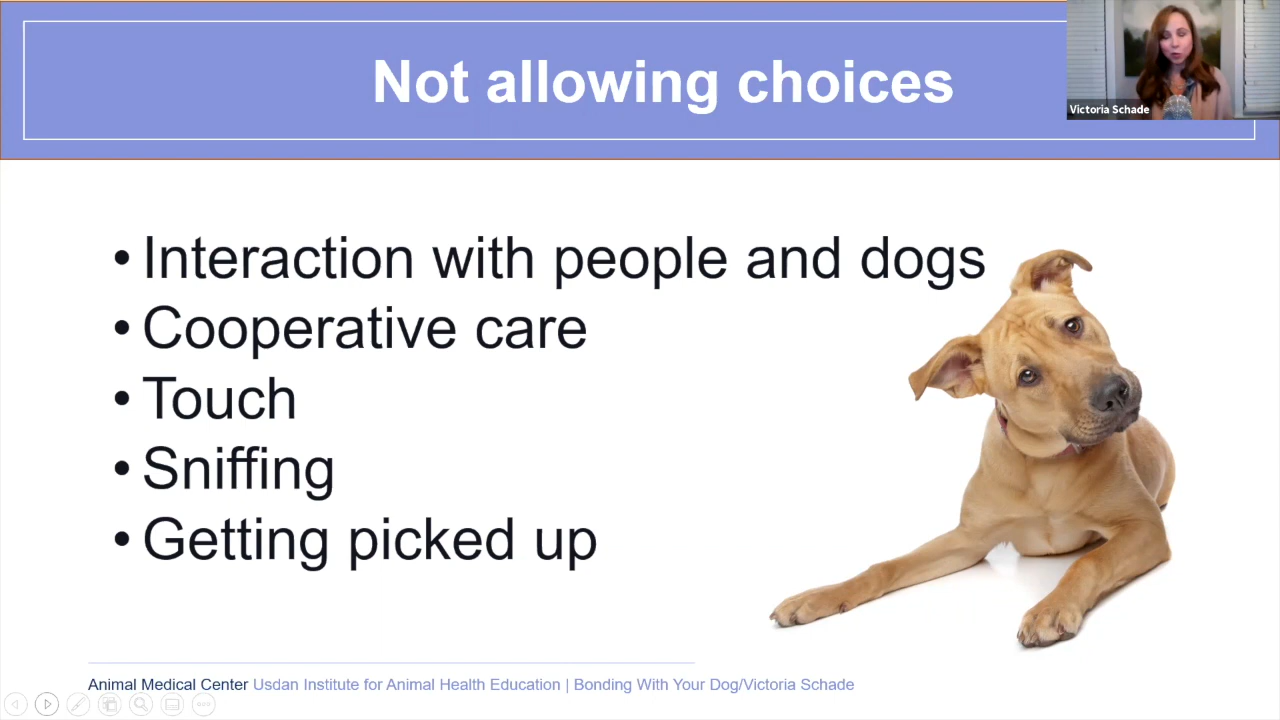 Not allowing choices
Victoria Schade
• Interaction with people and dogs
• Cooperative care
• Touch
• Sniffing
• Getting picked up
Animal Medical Center Usdan Institute for Animal Health Education | Bonding With Your Dog/Victoria Schade